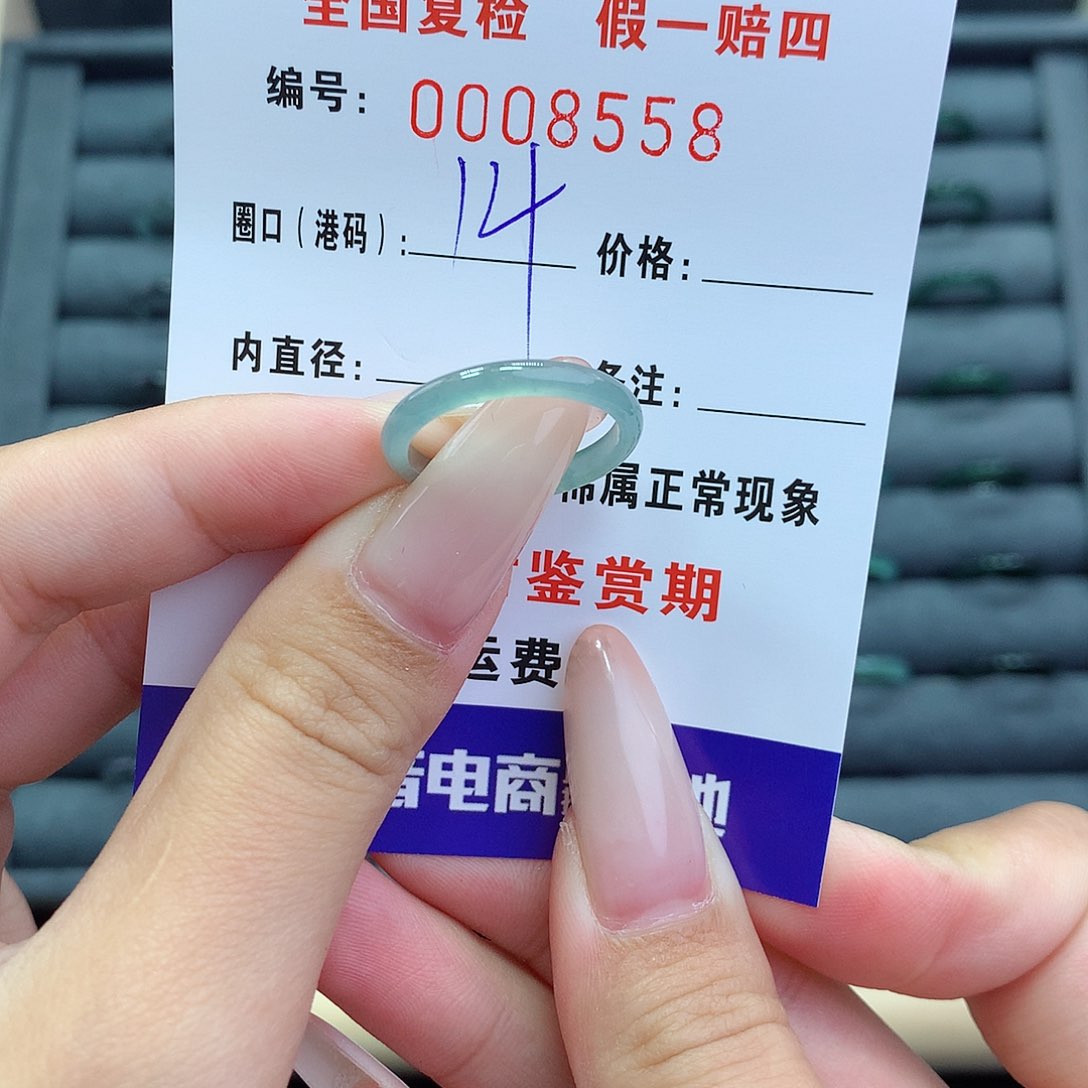 全国复检 假一赔四
编号: 0008558
圈口(港码): 14 价格:
内直径: 备注:
属正常现象
鉴赏期
运费
电商